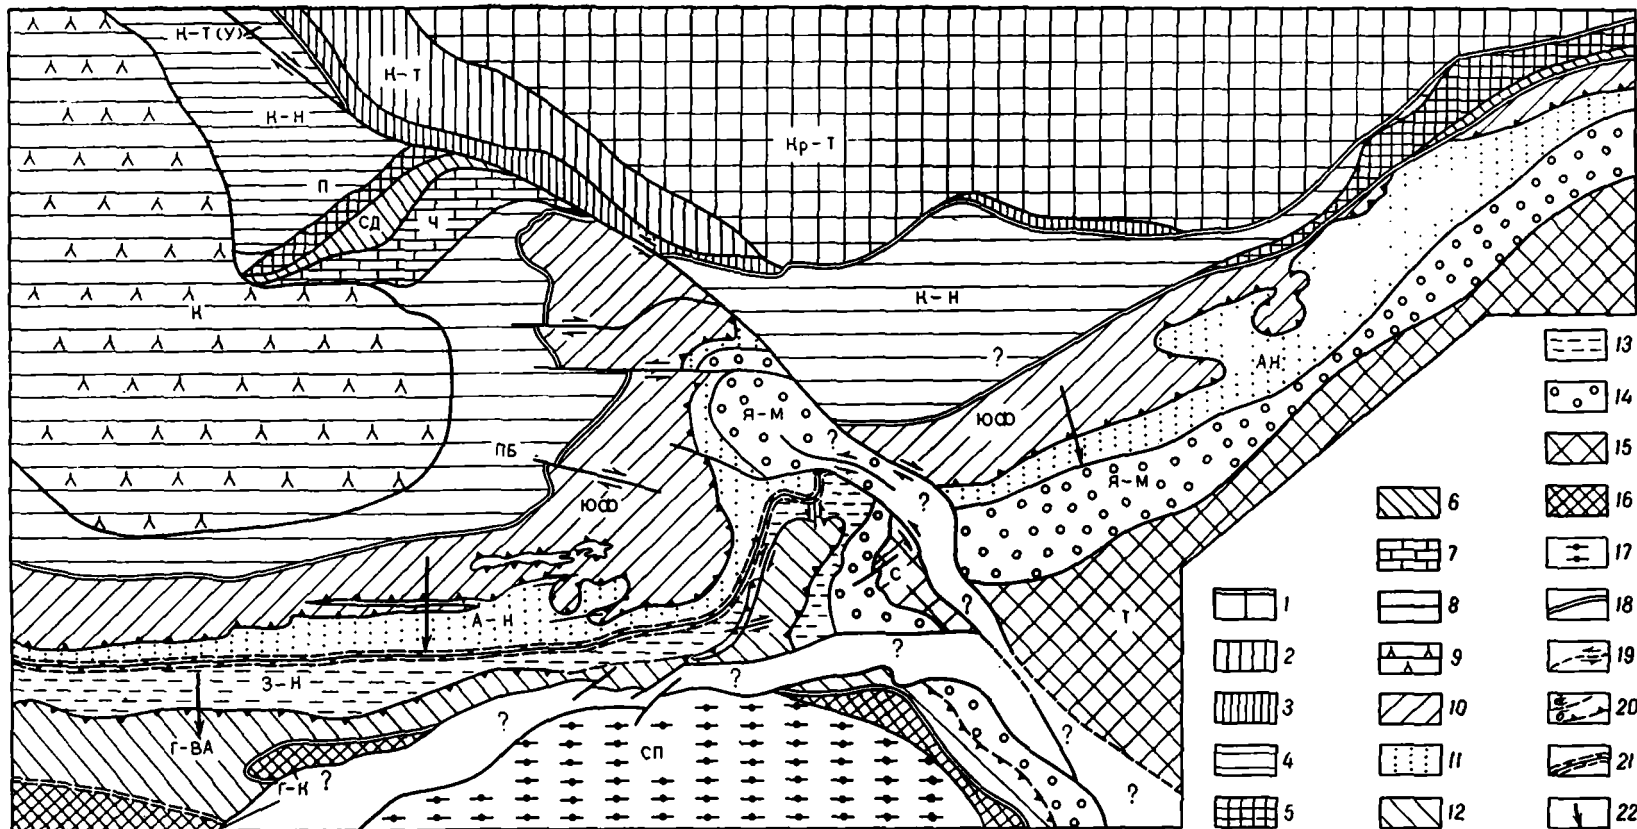 К-Т(У)
К-Т
К-Н
Кр-Т
П
СД
Ч
К
К-Н
?
АН
Я-М
?
ЮФ
ПБ
?
Я-М
ЮФ
С
?
А-Н
Т
З-Н
?
?
Г-ВА
СП
?
Г-К
?
?
1
2
3
4
5
6
7
8
9
10
11
12
13
14
15
16
17
18
19
а
б
20
21
22